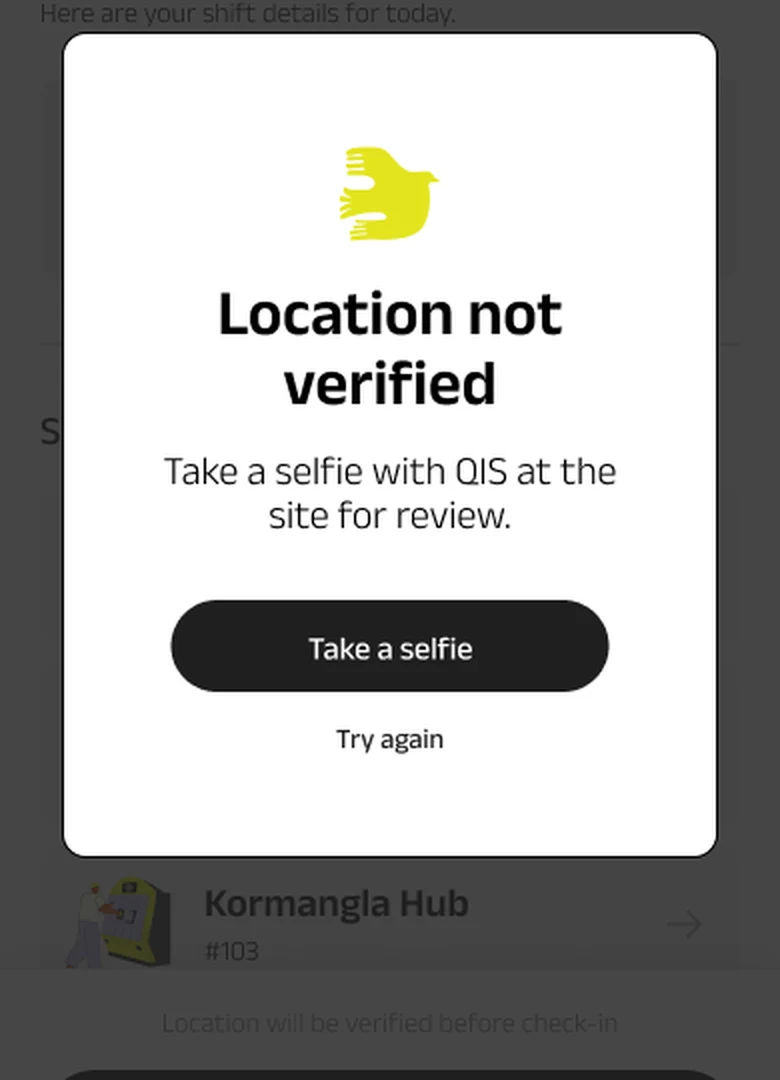 Here are your shift details for today.
Location not
verified
Take a selfie with QIS at the
site for review.
Take a selfie
Try again
Kormangla Hub
#103
Location will be verified before check-in